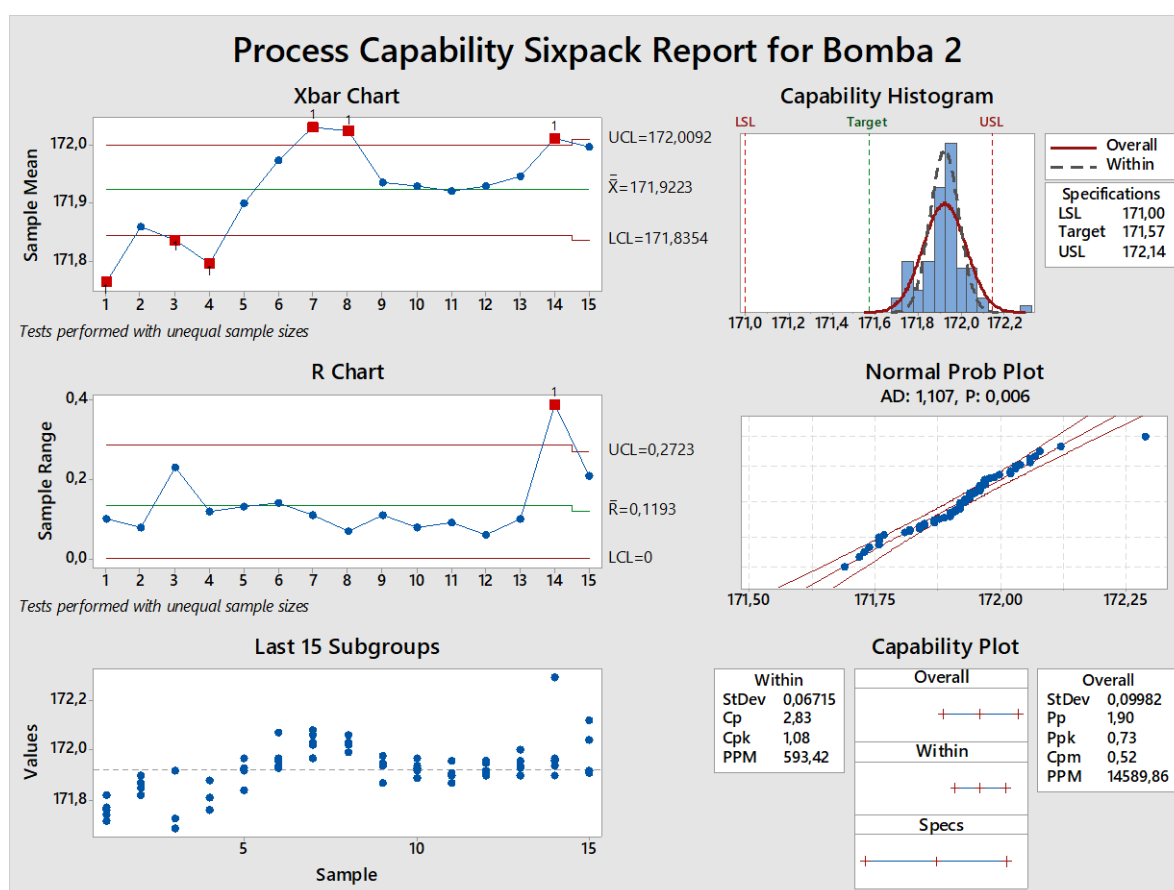 Process Capability Sixpack Report for Bomba 2
Xbar Chart
Sample Mean
172,0
171,9
171,8
1
1
1
1
1
1
UCL=172,0092
X=171,9223
LCL=171,8354
1 2 3 4 5 6 7 8 9 10 11 12 13 14 15
Tests performed with unequal sample sizes
Capability Histogram
LSL Target USL
171,0 171,2 171,4 171,6 171,8 172,0 172,2
Overall
Within
Specifications
LSL 171,00
Target 171,57
USL 172,14
R Chart
Sample Range
0,4
0,2
0,0
1
UCL=0,2723
R=0,1193
LCL=0
1 2 3 4 5 6 7 8 9 10 11 12 13 14 15
Tests performed with unequal sample sizes
Normal Prob Plot
AD: 1,107, P: 0,006
171,50 171,75 172,00 172,25
Last 15 Subgroups
Values
172,2
172,0
171,8
5 10 15
Sample
Capability Plot
Within
StDev 0,06715
Cp 2,83
Cpk 1,08
PPM 593,42
Overall
Within
Specs
Overall
StDev 0,09982
Pp 1,90
Ppk 0,73
Cpm 0,52
PPM 14589,86